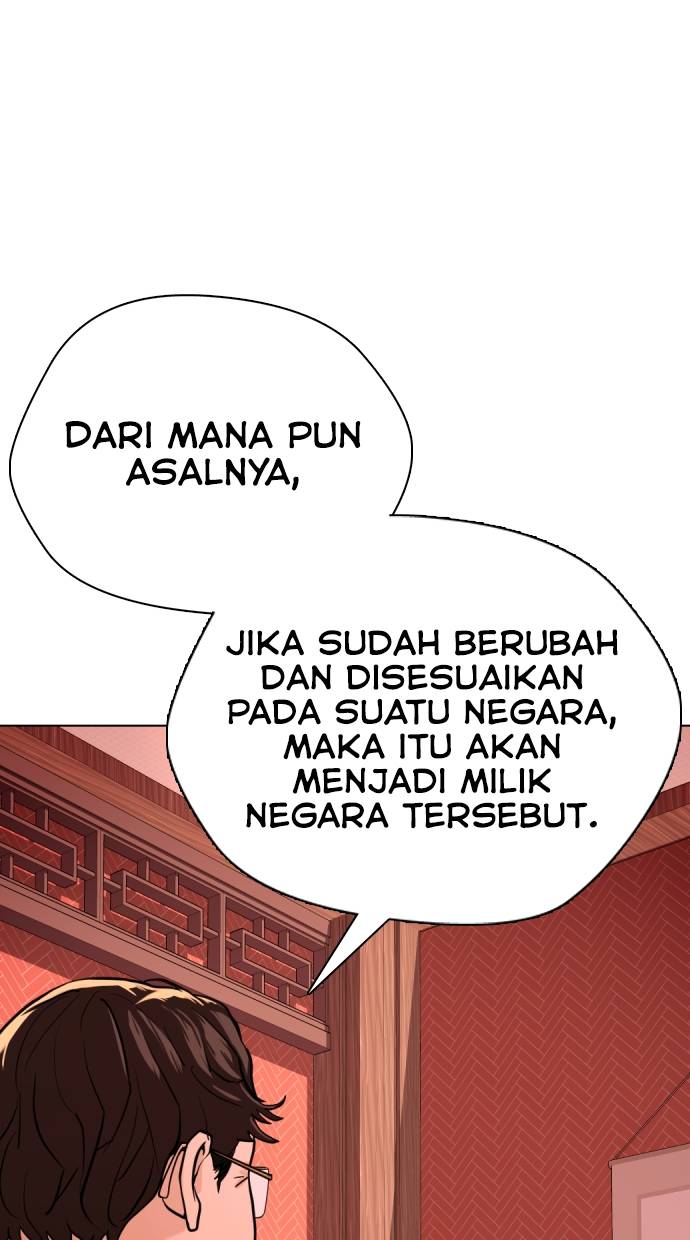 DARI MANA PUN
ASALNYA,
JIKA SUDAH BERUBAH
DAN DISESUAIKAN
PADA SUATU NEGARA,
MAKA ITU AKAN
MENJADI MILIK
NEGARA TERSEBUT.